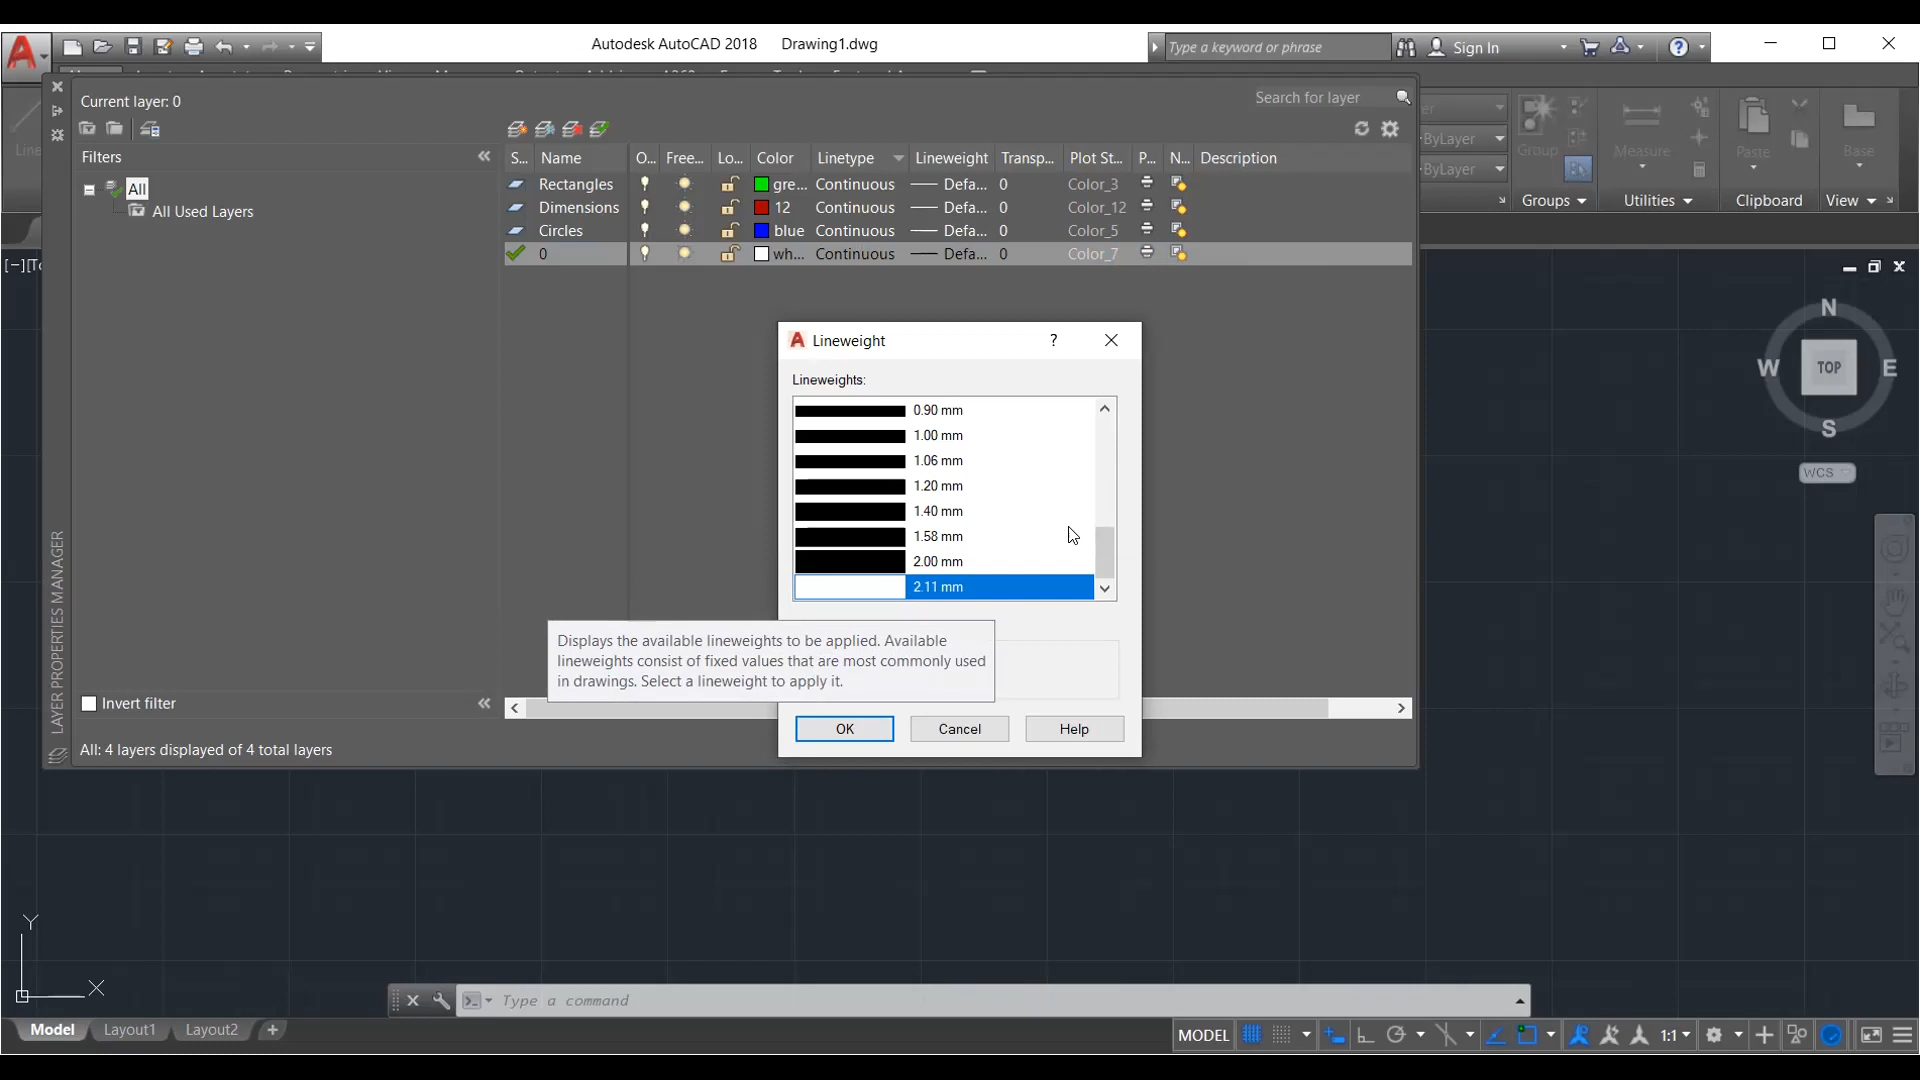 Autodesk AutoCAD 2018 Drawing1.dwg
Type a keyword or phrase
Sign In
Current layer: 0
Search for layer
Filters
All
All Used Layers
S... Name O... Free... Lo... Color Linetype Lineweight Transp... Plot St... P... N... Description
Rectangles gre... Continuous Defa... 0 Color_3
Dimensions 12 Continuous Defa... 0 Color_12
Circles blue Continuous Defa... 0 Color_5
0 wh... Continuous Defa... 0 Color_7
Group
Measure
Paste
Base
ByLayer
ByLayer
Groups
Utilities
Clipboard
View
N
W
TOP
E
S
WCS
Lineweight
?
Lineweights:
0.90 mm
1.00 mm
1.06 mm
1.20 mm
1.40 mm
1.58 mm
2.00 mm
2.11 mm
Displays the available lineweights to be applied. Available
lineweights consist of fixed values that are most commonly used
in drawings. Select a lineweight to apply it.
OK
Cancel
Help
LAYER PROPERTIES MANAGER
Invert filter
All: 4 layers displayed of 4 total layers
Y
X
Type a command
Model Layout1 Layout2
MODEL
1:1